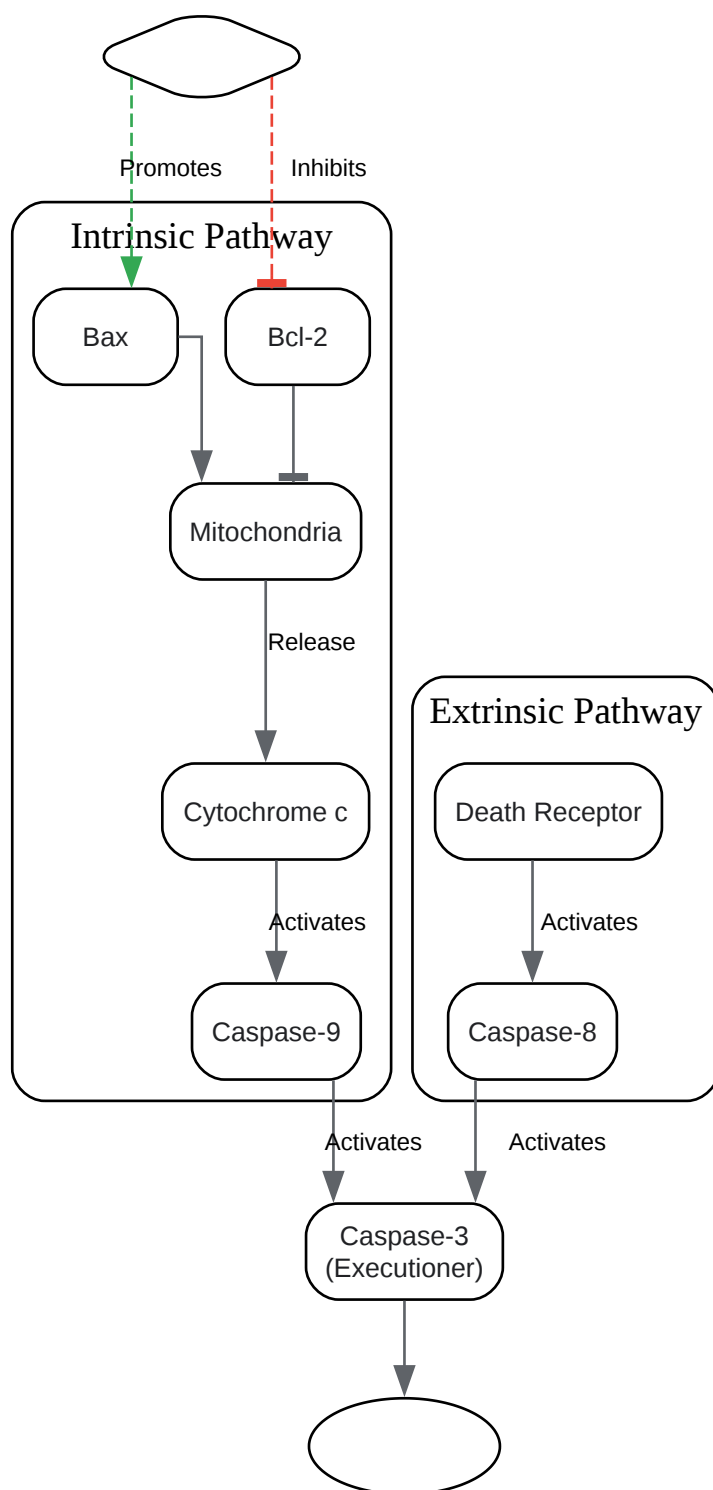 Promotes
Inhibits
Intrinsic Pathway
Bax
Bcl-2
Mitochondria
Release
Extrinsic Pathway
Cytochrome c
Death Receptor
Activates
Activates
Caspase-9
Caspase-8
Activates
Activates
Caspase-3
(Executioner)